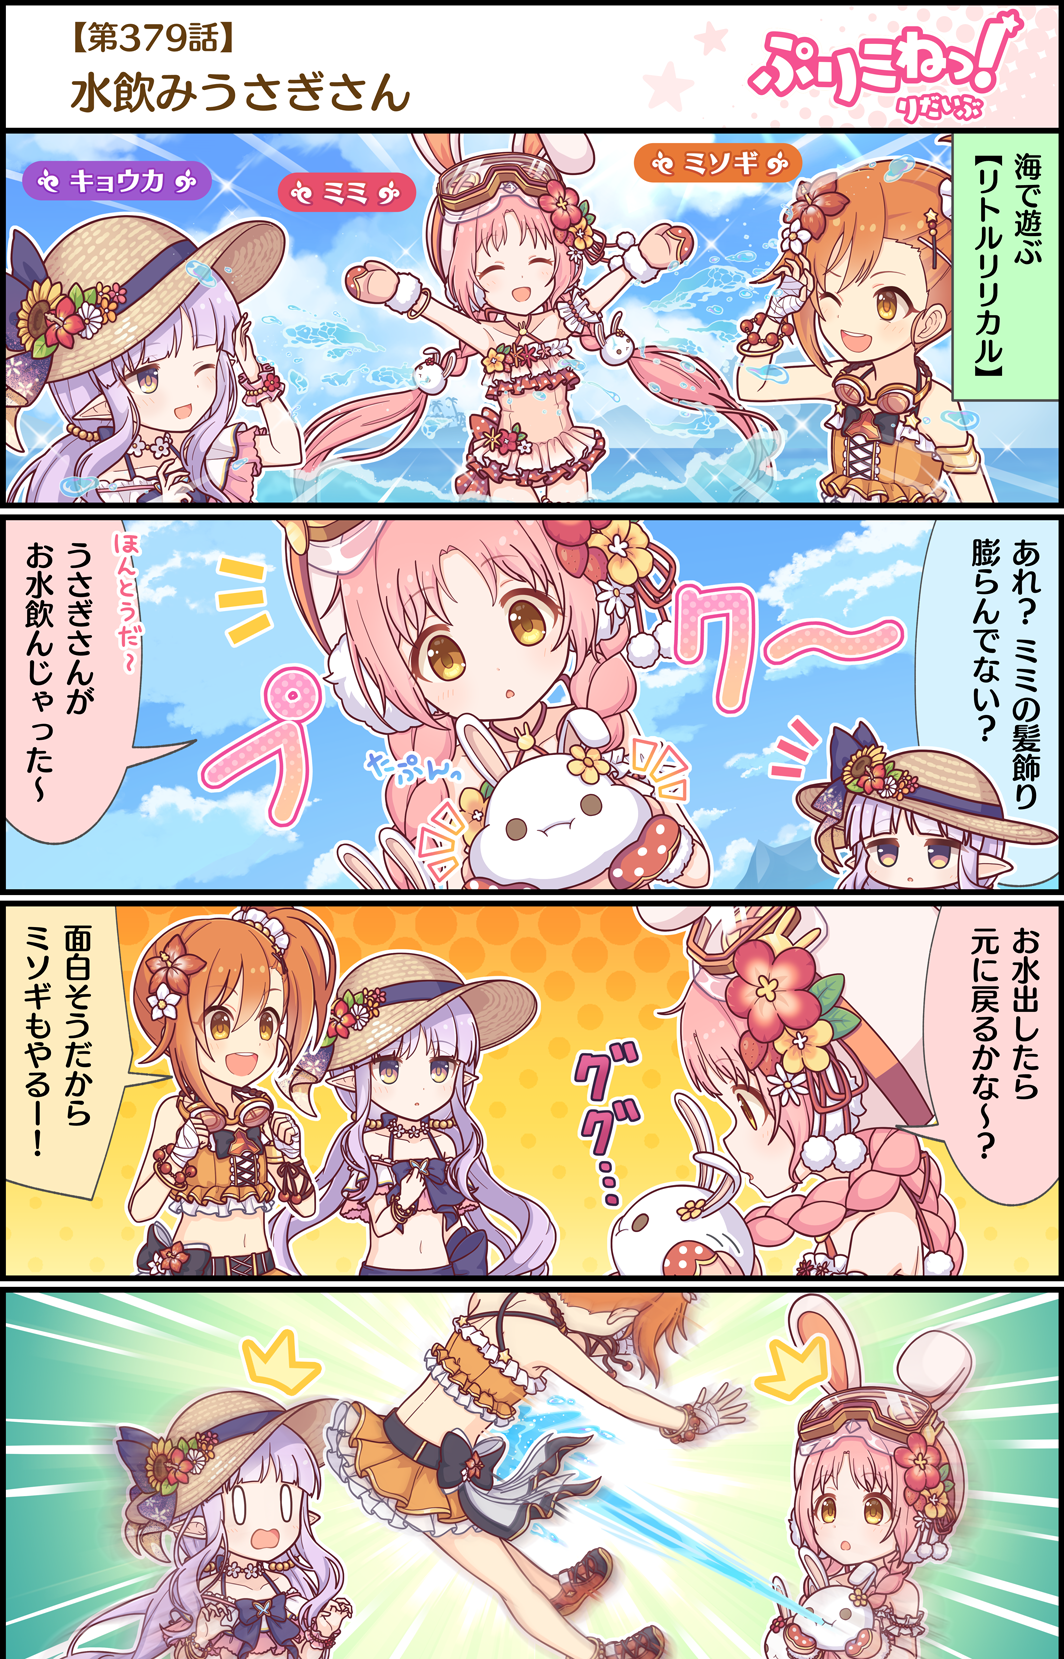 【第379話】
水飲みうさぎさん
ぷりこねっ!
りだいぶ
海で遊ぶ
【リトルリリカル】
ミソギ
ミミ
キョウカ
あれ? ミミの髪飾り
膨らんでない?
プク〜
たぷんっ
ほんとうだ〜
うさぎさんが
お水飲んじゃった〜
お水出したら
元に戻るかな〜?
ググ…
面白そうだから
ミソギもやるー!